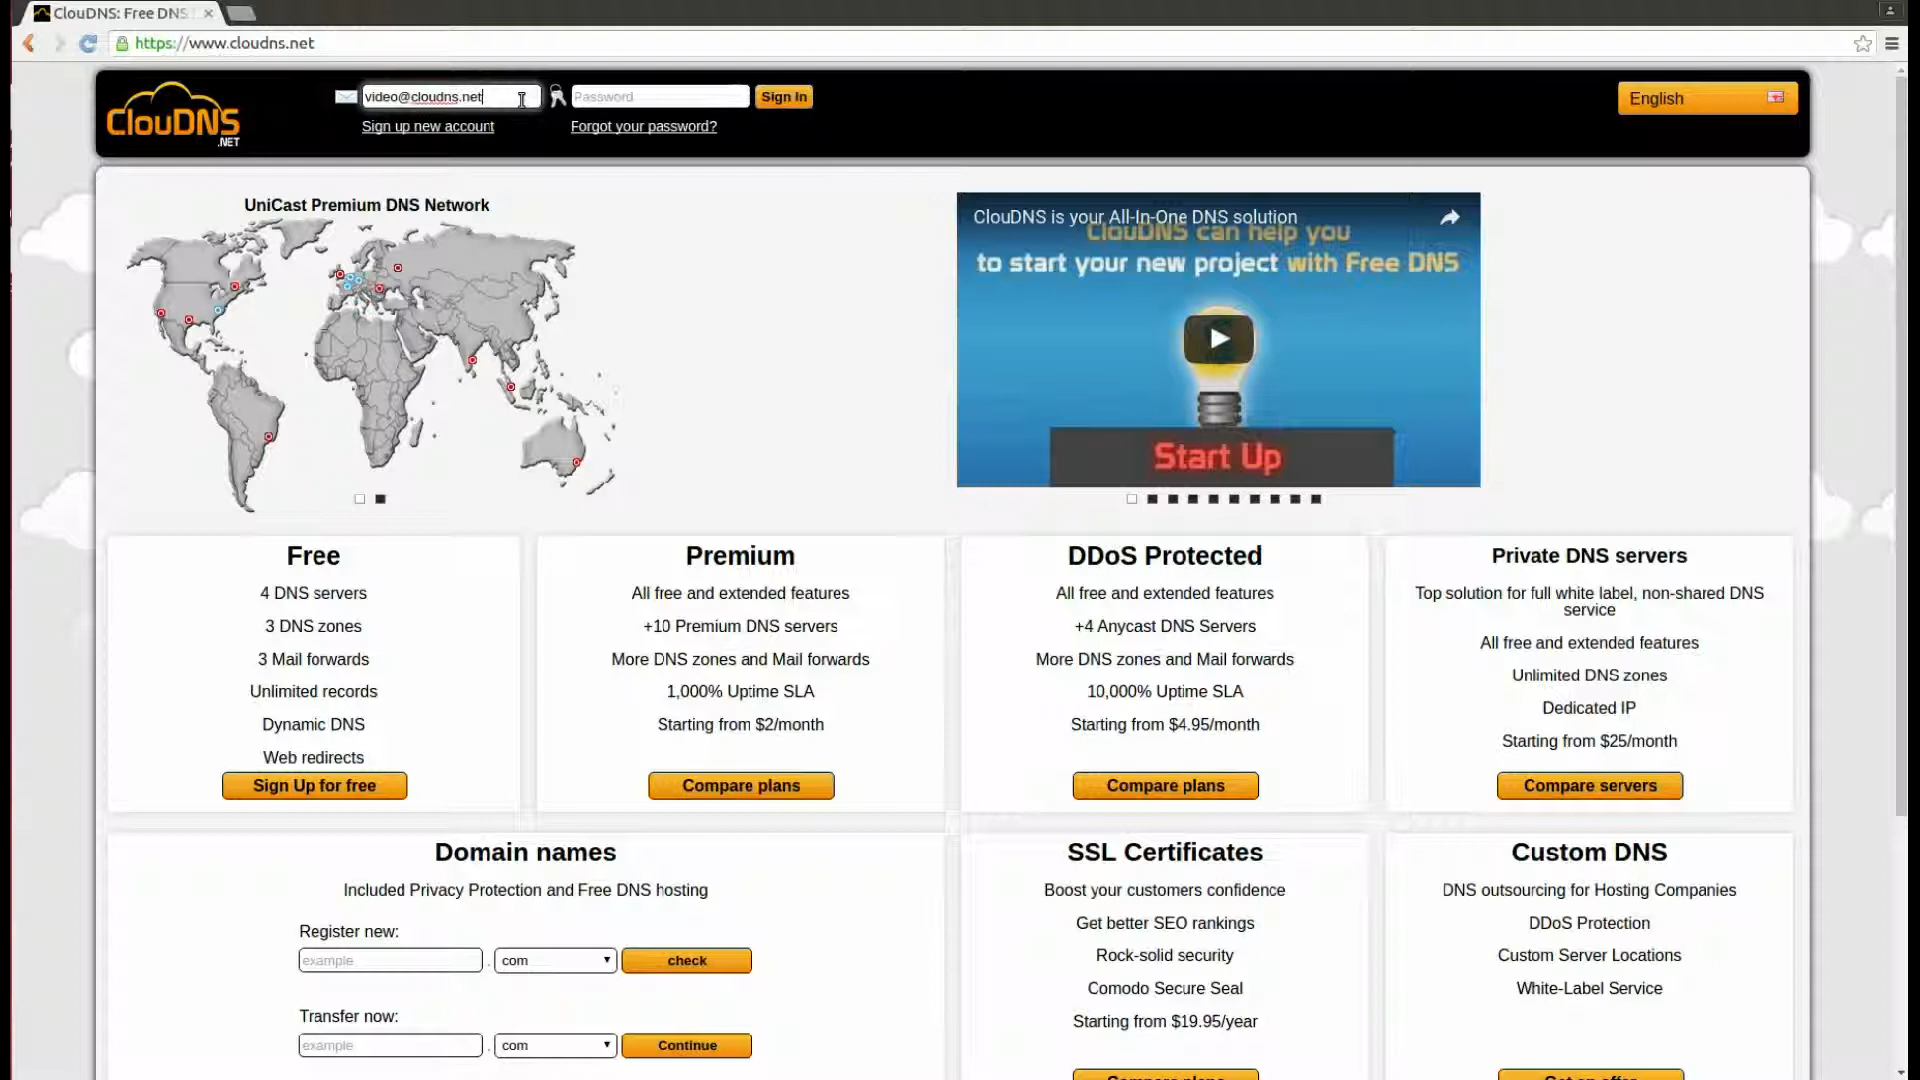 ClouDNS: Free DNS
https://www.cloudns.net
ClouDNS
.NET
video@cloudns.net
Password
Sign In
English
Sign up new account
Forgot your password?
UniCast Premium DNS Network
ClouDNS is your All-In-One DNS solution
ClouDNS can help you
to start your new project with Free DNS
Start Up
Free
4 DNS servers
3 DNS zones
3 Mail forwards
Unlimited records
Dynamic DNS
Web redirects
Sign Up for free
Premium
All free and extended features
+10 Premium DNS servers
More DNS zones and Mail forwards
1,000% Uptime SLA
Starting from $2/month
Compare plans
DDoS Protected
All free and extended features
+4 Anycast DNS Servers
More DNS zones and Mail forwards
10,000% Uptime SLA
Starting from $4.95/month
Compare plans
Private DNS servers
Top solution for full white label, non-shared DNS
service
All free and extended features
Unlimited DNS zones
Dedicated IP
Starting from $25/month
Compare servers
Domain names
Included Privacy Protection and Free DNS hosting
Register new:
example . com check
Transfer now:
example . com Continue
SSL Certificates
Boost your customers confidence
Get better SEO rankings
Rock-solid security
Comodo Secure Seal
Starting from $19.95/year
Custom DNS
DNS outsourcing for Hosting Companies
DDoS Protection
Custom Server Locations
White-Label Service